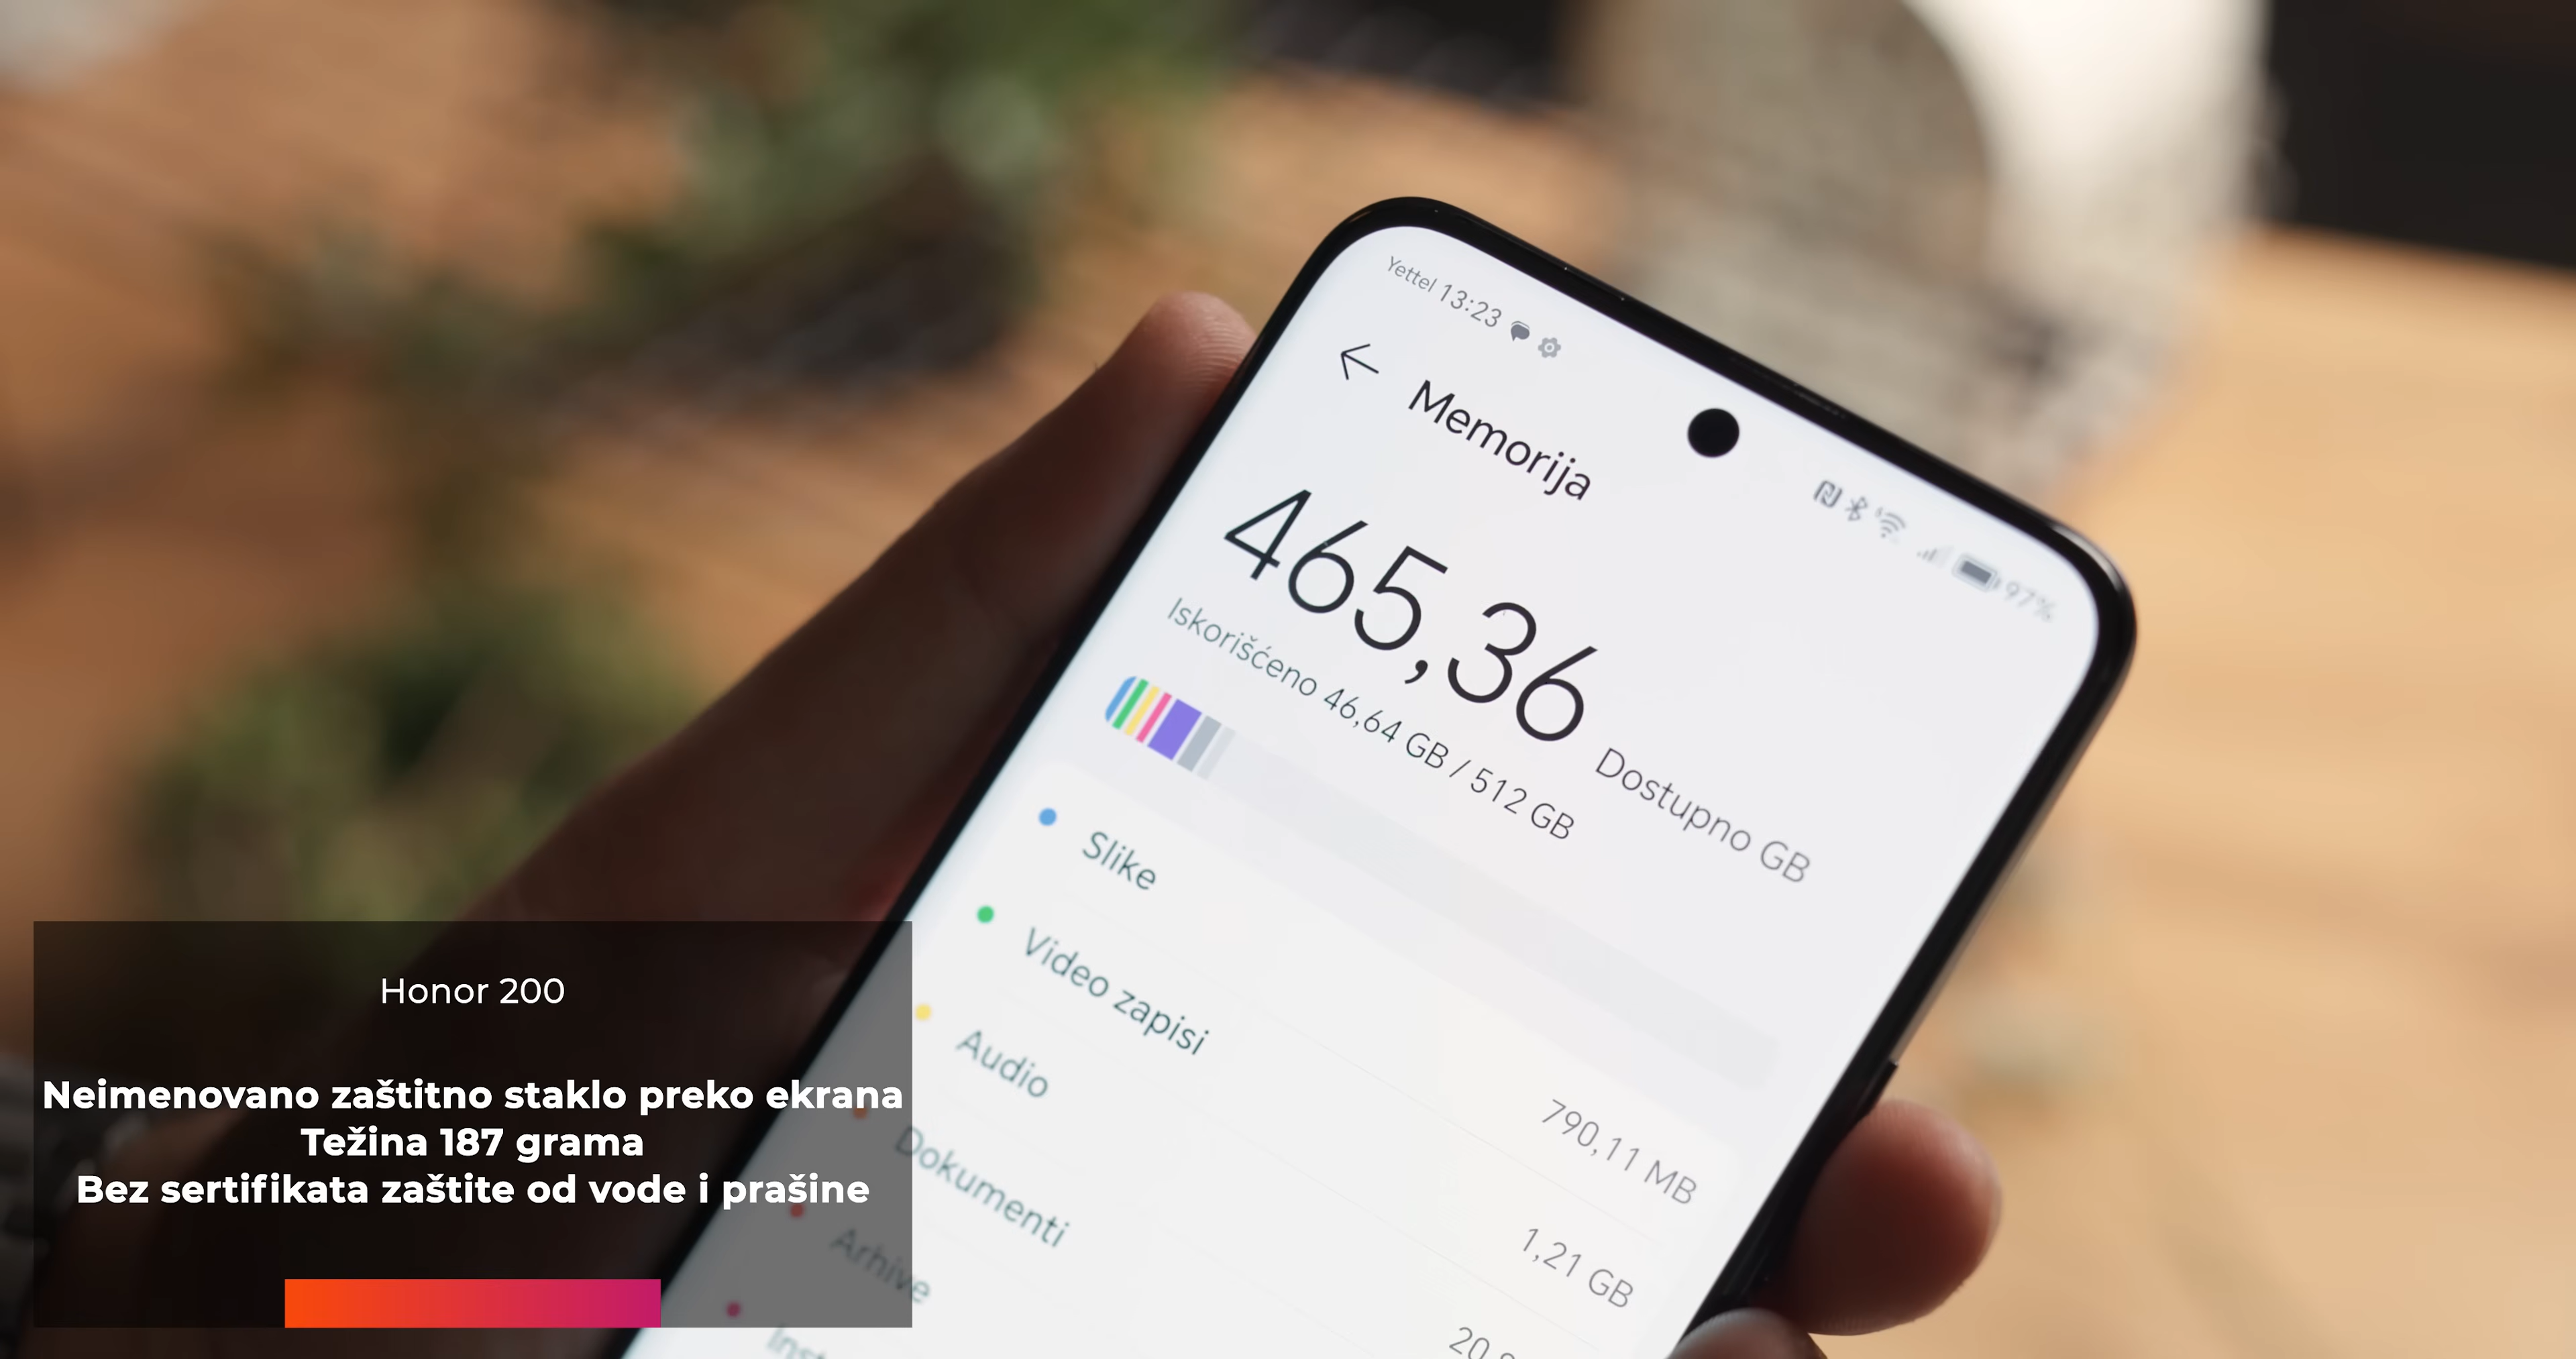 Yettel 13:23
97%
Memorija
465,36 Dostupno GB
Iskorišćeno 46,64 GB / 512 GB
Slike
790,11 MB
Video zapisi
1,21 GB
Audio
Dokumenti
Arhive
Honor 200
Neimenovano zaštitno staklo preko ekrana
Težina 187 grama
Bez sertifikata zaštite od vode i prašine